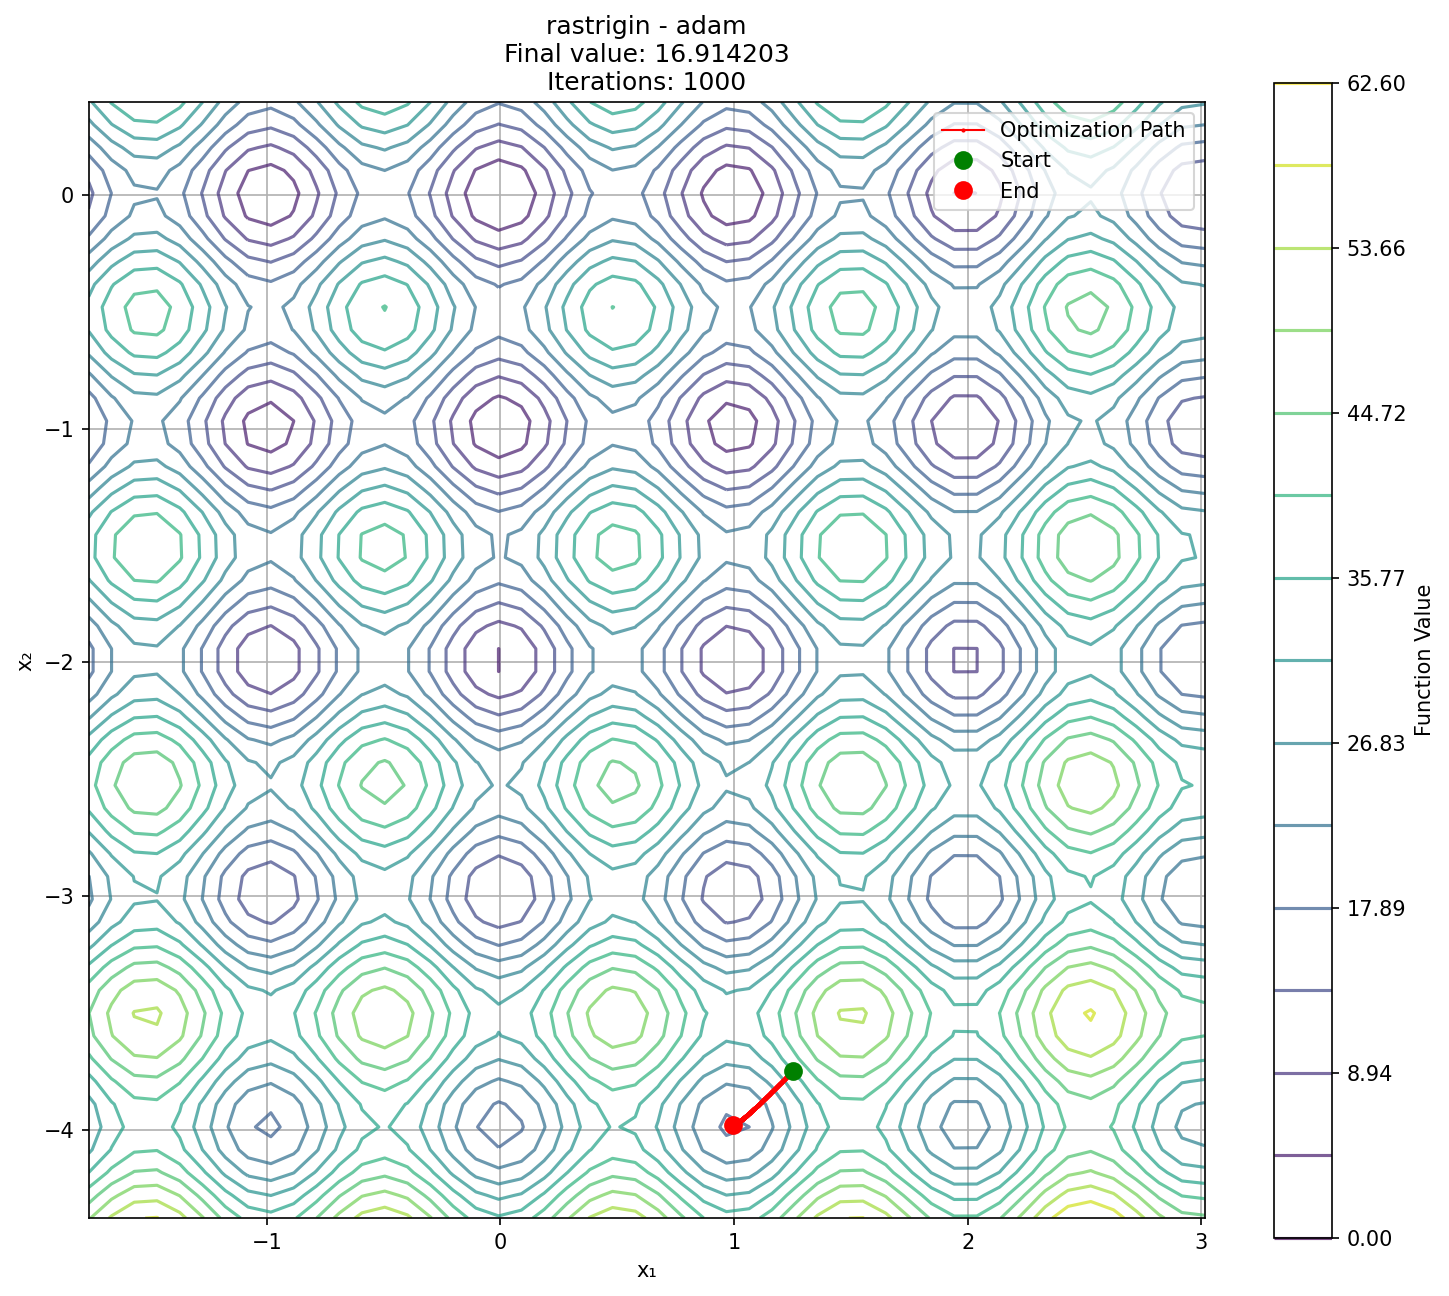 rastrigin - adam
Final value: 16.914203
Iterations: 1000
Optimization Path
Start
End
0
−1
−2
−3
−4
x₂
−1
0
1
2
3
x₁
62.60
53.66
44.72
35.77
26.83
17.89
8.94
0.00
Function Value